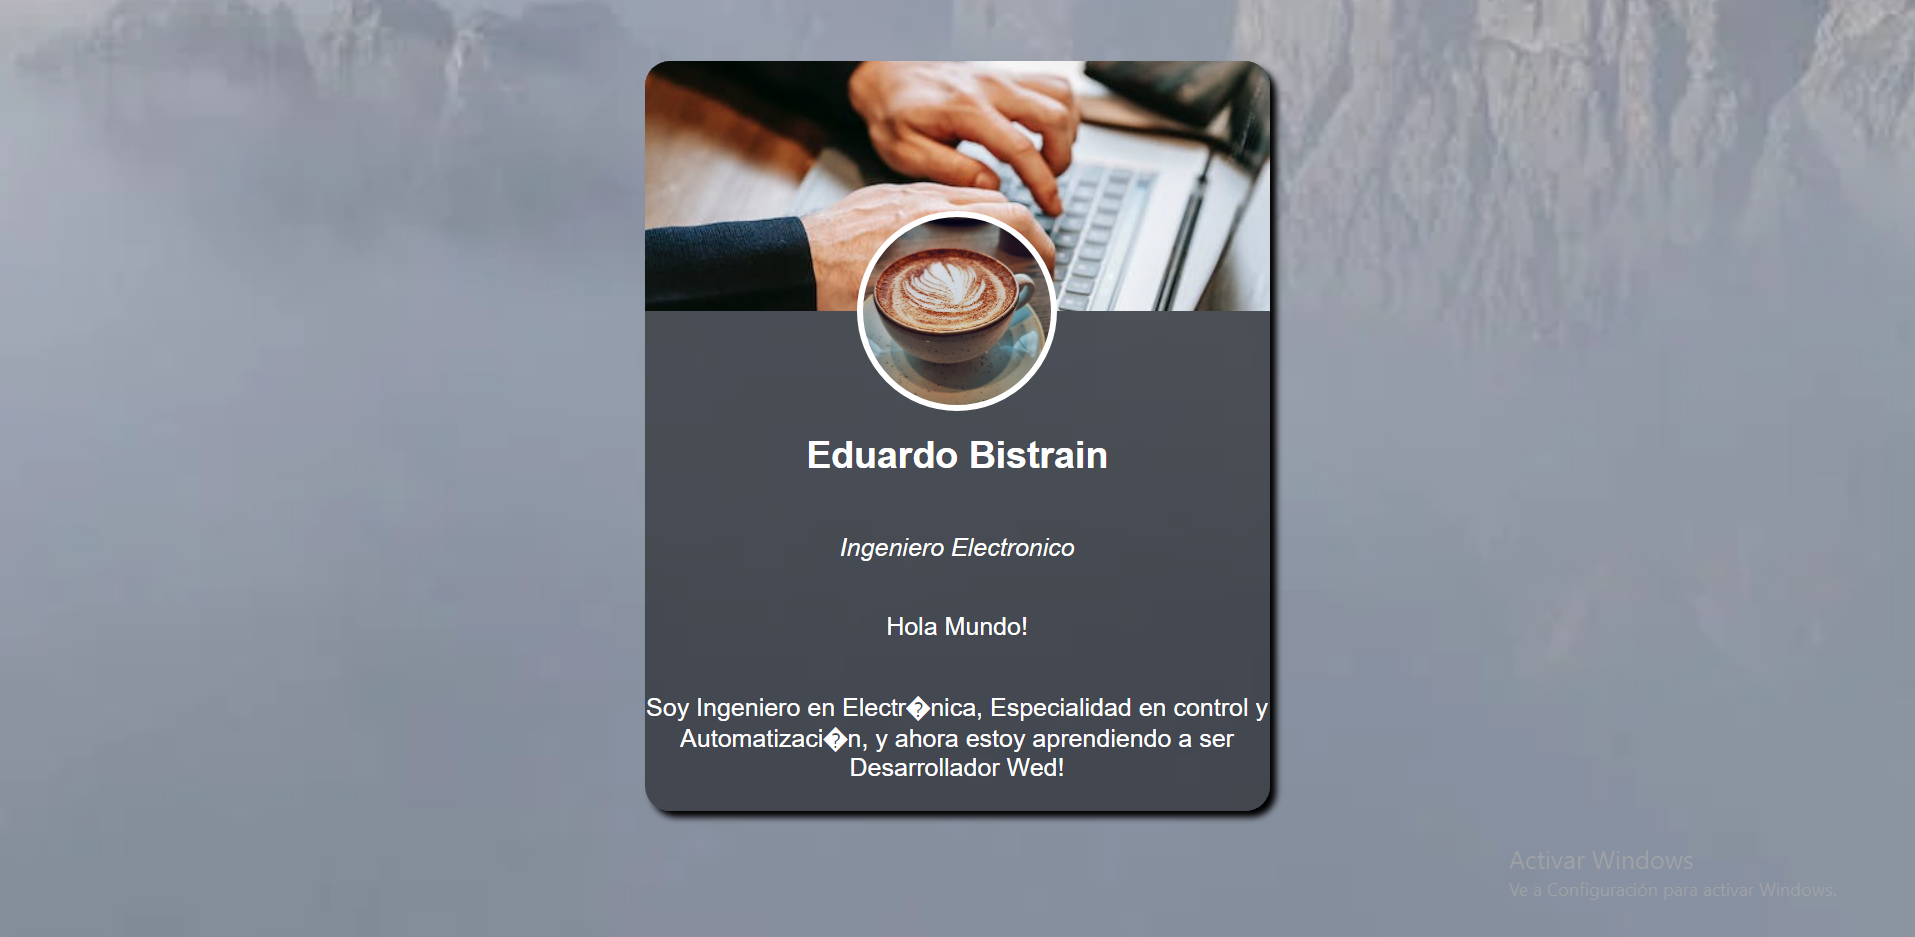 Eduardo Bistrain
Ingeniero Electronico
Hola Mundo!
Soy Ingeniero en Electr�nica, Especialidad en control y
Automatizaci�n, y ahora estoy aprendiendo a ser
Desarrollador Wed!
Activar Windows
Ve a Configuración para activar Windows.